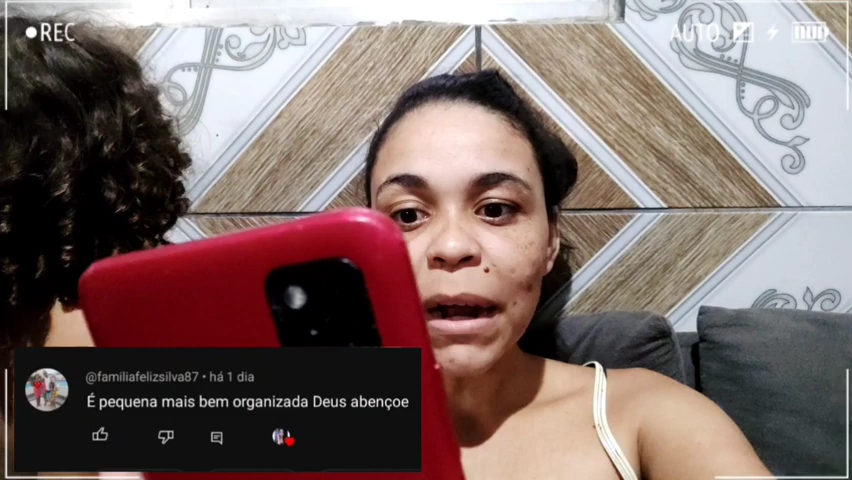 REC
AUTO
@familiafelizsilva87 • há 1 dia
É pequena mais bem organizada Deus abençoe